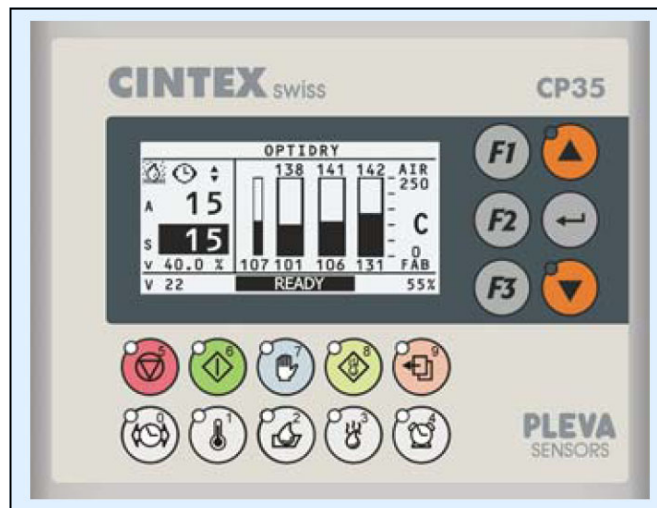 CINTEX swiss
CP35
OPTIDRY
138 141 142 AIR
250
A 15
C
S 15
0
V 40.0 % 107 101 106 131 FAB
V 22 READY 55%
F1
F2
F3
5 6 7 8 9
0 1 2 3 4
PLEVA
SENSORS